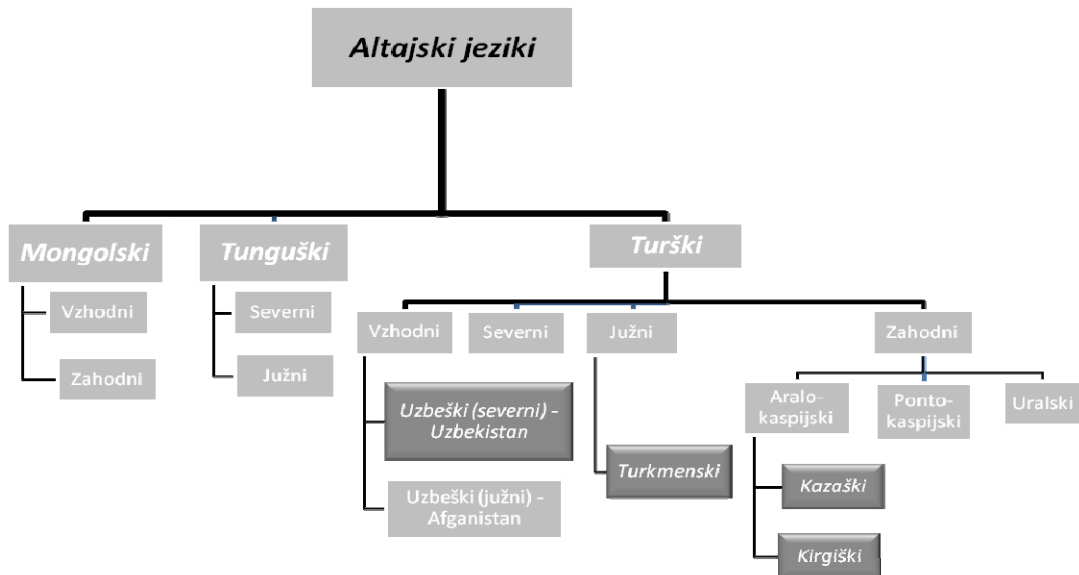 Altajski jeziki
Mongolski
Tunguški
Turški
Vzhodni
Zahodni
Severni
Južni
Vzhodni
Severni
Južni
Zahodni
Uzbeški (severni) -
Uzbekistan
Uzbeški (južni) -
Afganistan
Turkmenski
Aralo-
kaspijski
Ponto-
kaspijski
Uralski
Kazaški
Kirgiški